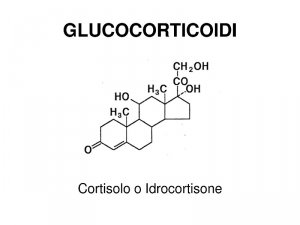 GLUCOCORTICOIDI
CH2OH
CO
H3C
OH
HO
H3C
O
Cortisolo o Idrocortisone